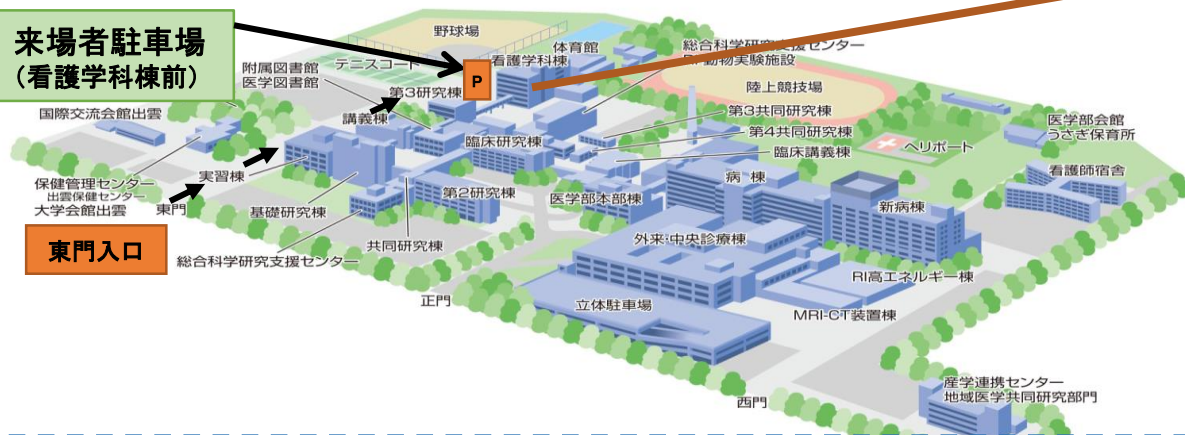 来場者駐車場
(看護学科棟前)
野球場
体育館
総合科学研究支援センター
動物実験施設
看護学科棟
テニスコート
P
附属図書館
医学図書館
第3研究棟
陸上競技場
国際交流会館出雲
講義棟
第3共同研究棟
第4共同研究棟
臨床研究棟
臨床講義棟
医学部会館
うさぎ保育所
ヘリポート
看護師宿舎
保健管理センター
出雲保健センター
大学会館出雲
実習棟
東門
基礎研究棟
第2研究棟
医学部本部棟
病棟
新病棟
東門入口
共同研究棟
外来・中央診療棟
総合科学研究支援センター
RI高エネルギー棟
正門
立体駐車場
MRI-CT装置棟
産学連携センター
地域医学共同研究部門
西門